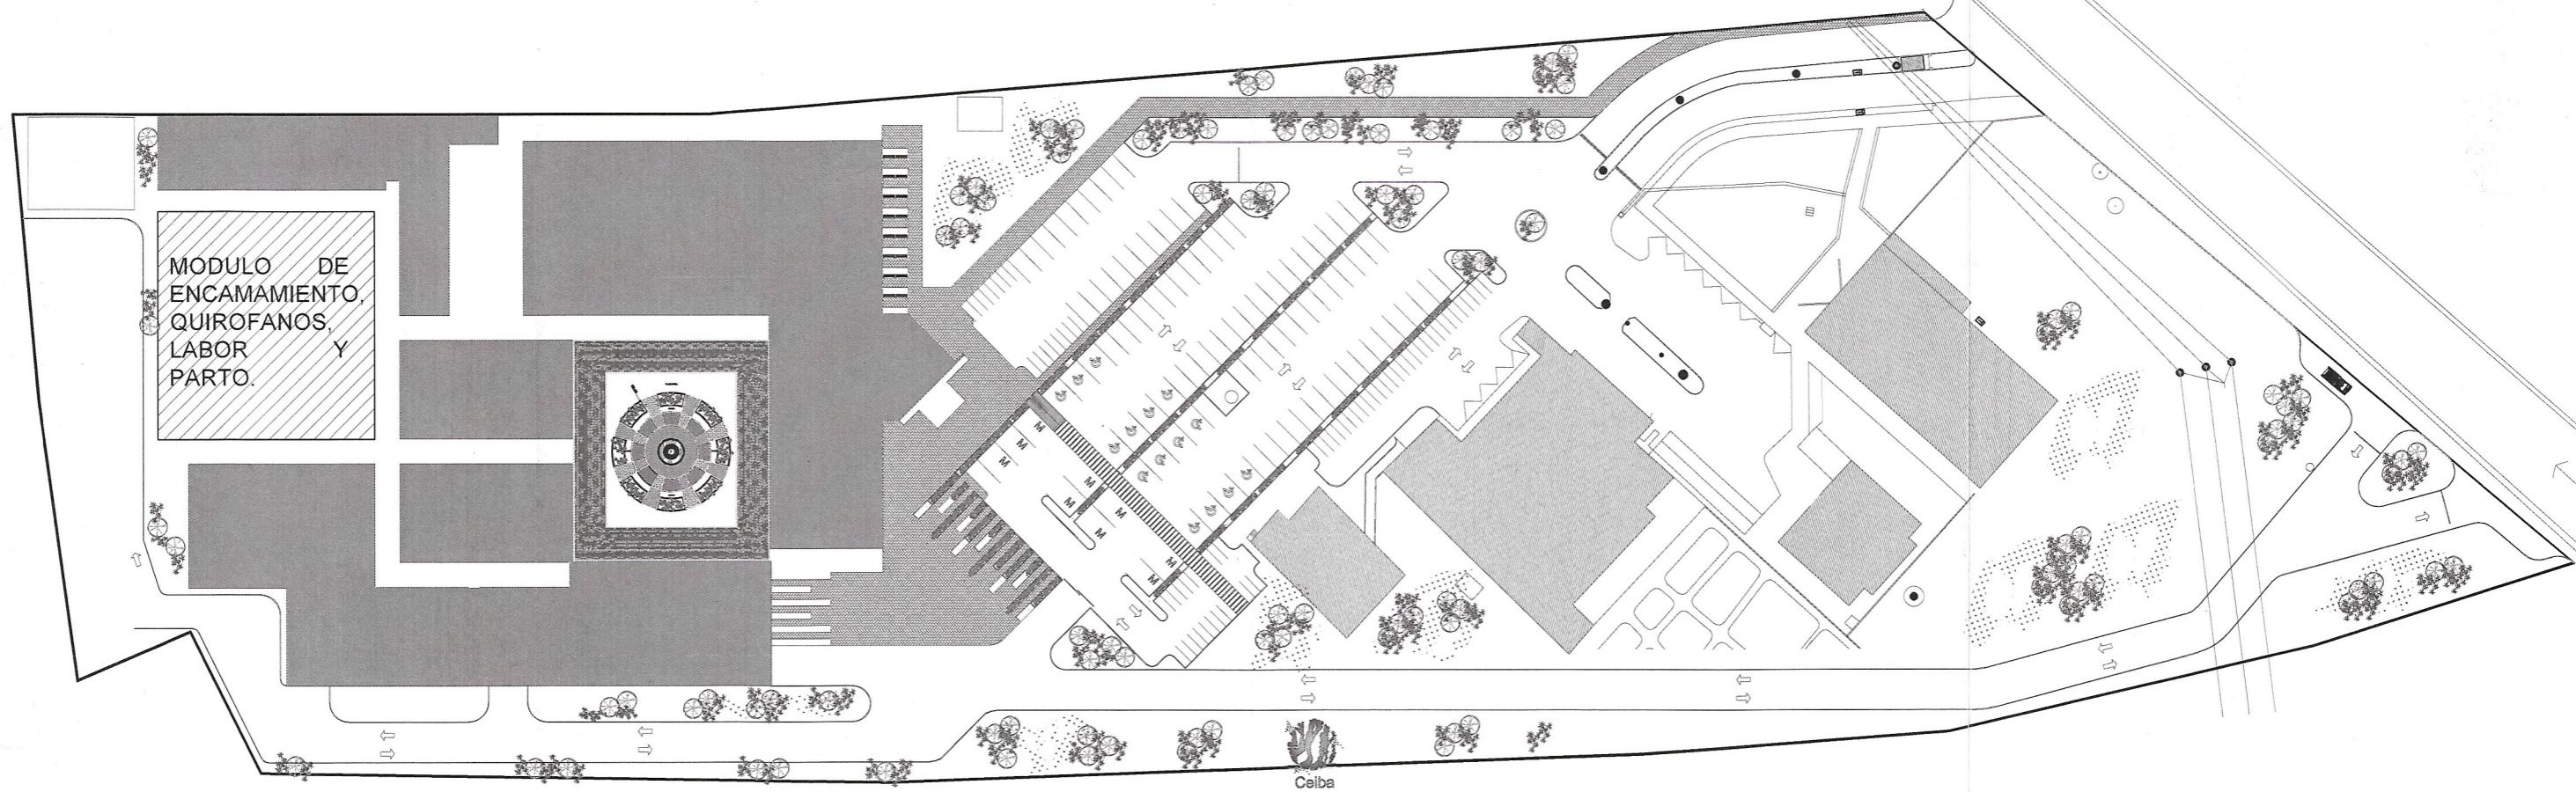 MODULO DE
ENCAMAMIENTO,
QUIROFANOS,
LABOR Y
PARTO.
M
M
M
M
M
M
M
M
M
Ceiba